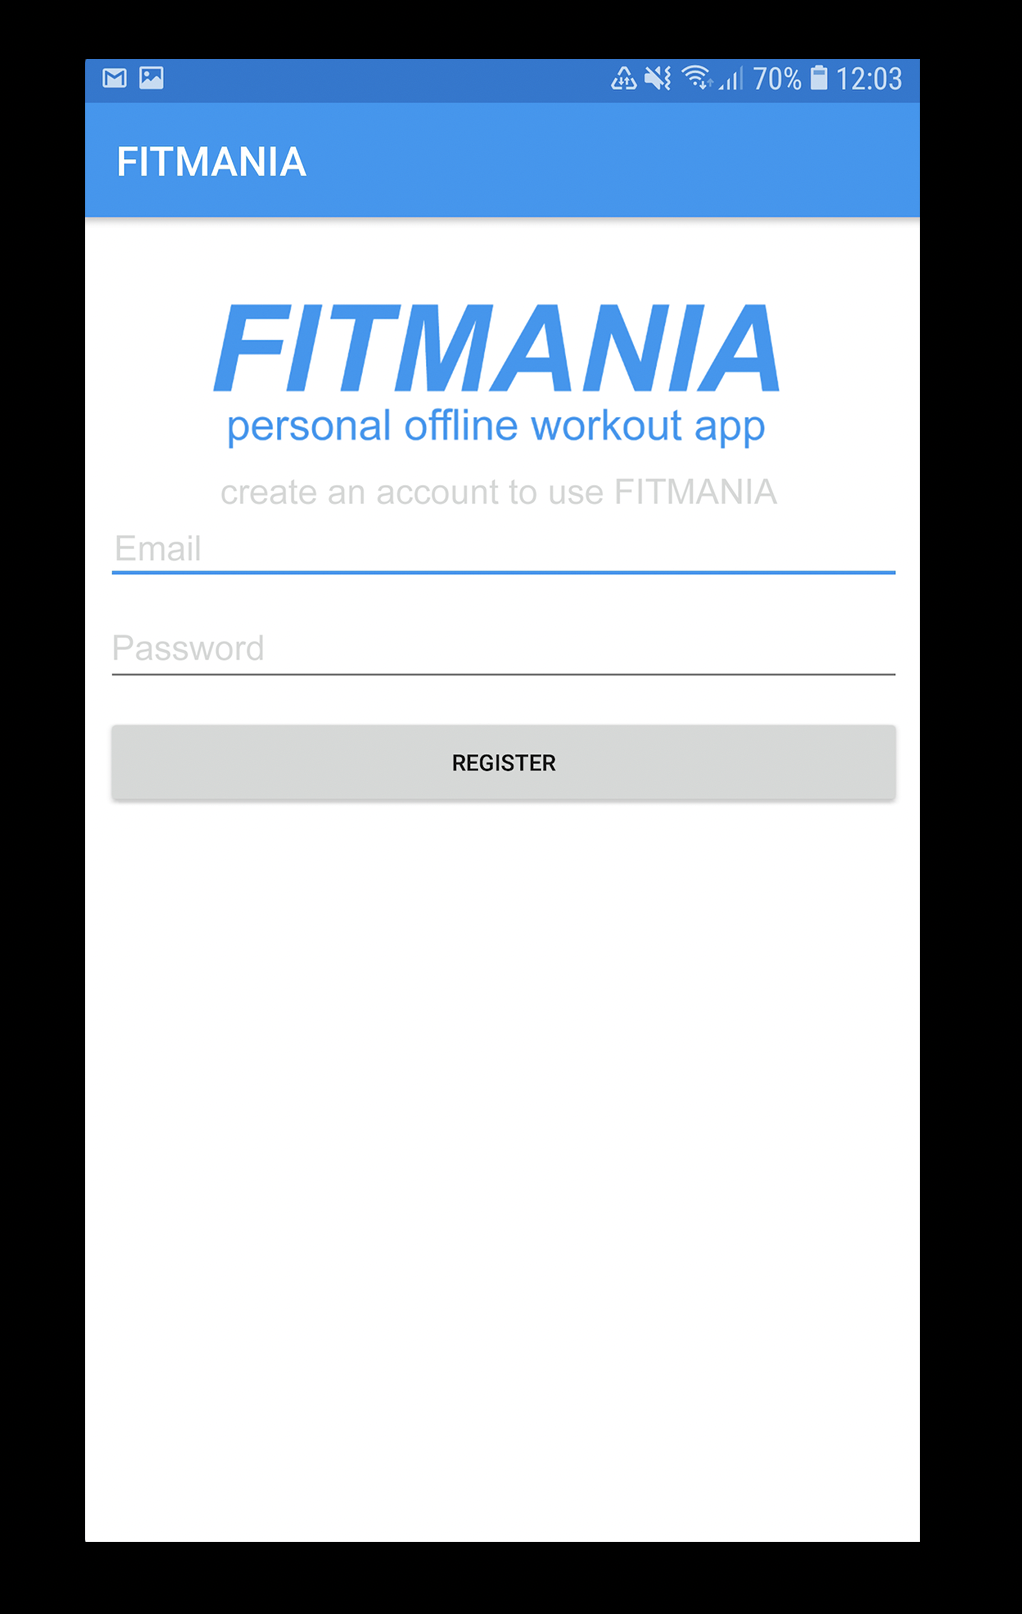 70% 12:03
FITMANIA
FITMANIA
personal offline workout app
create an account to use FITMANIA
Email
Password
REGISTER